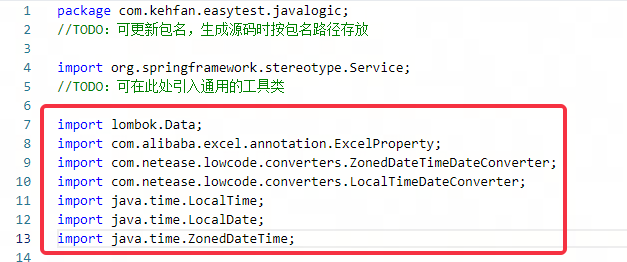 1 package com.kehfan.easytest.javalogic;
2 //TODO：可更新包名，生成源码时按包名路径存放
3
4 import org.springframework.stereotype.Service;
5 //TODO：可在此处引入通用的工具类
6
7 import lombok.Data;
8 import com.alibaba.excel.annotation.ExcelProperty;
9 import com.netease.lowcode.converters.ZonedDateTimeDateConverter;
10 import com.netease.lowcode.converters.LocalTimeDateConverter;
11 import java.time.LocalTime;
12 import java.time.LocalDate;
13 import java.time.ZonedDateTime;
14